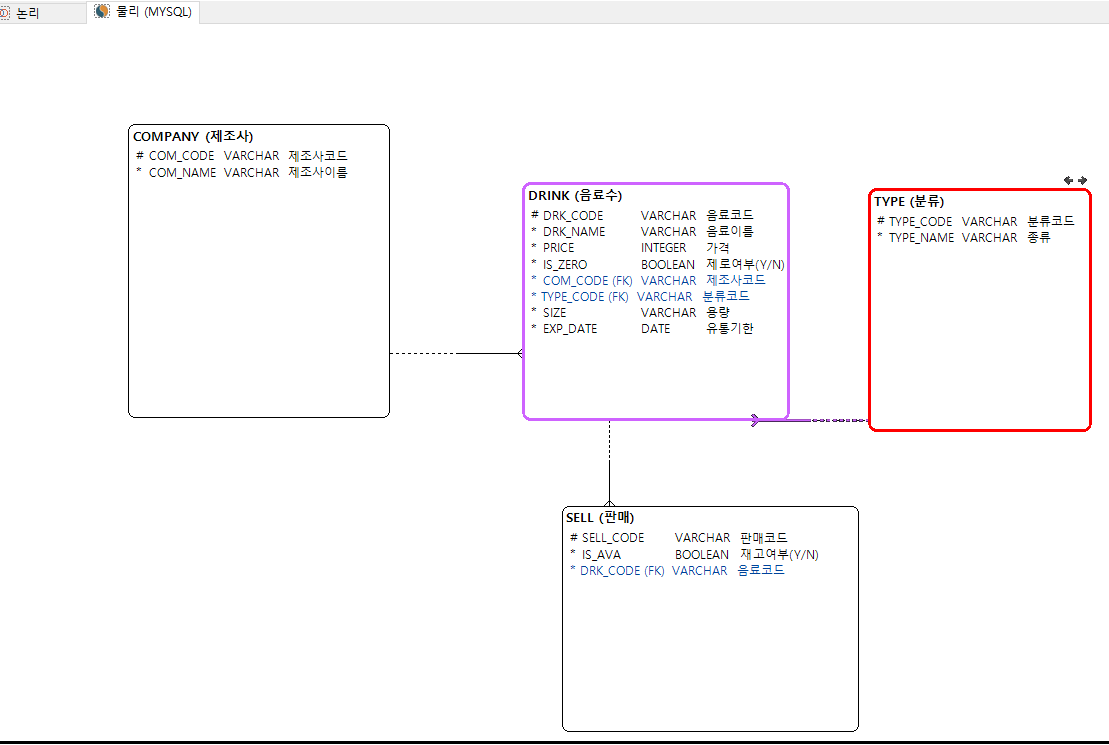 논리
물리 (MYSQL)
COMPANY (제조사)
# COM_CODE VARCHAR 제조사코드
* COM_NAME VARCHAR 제조사이름
DRINK (음료수)
# DRK_CODE VARCHAR 음료코드
* DRK_NAME VARCHAR 음료이름
* PRICE INTEGER 가격
* IS_ZERO BOOLEAN 제로여부(Y/N)
* COM_CODE (FK) VARCHAR 제조사코드
* TYPE_CODE (FK) VARCHAR 분류코드
* SIZE VARCHAR 용량
* EXP_DATE DATE 유통기한
TYPE (분류)
# TYPE_CODE VARCHAR 분류코드
* TYPE_NAME VARCHAR 종류
SELL (판매)
# SELL_CODE VARCHAR 판매코드
* IS_AVA BOOLEAN 재고여부(Y/N)
* DRK_CODE (FK) VARCHAR 음료코드